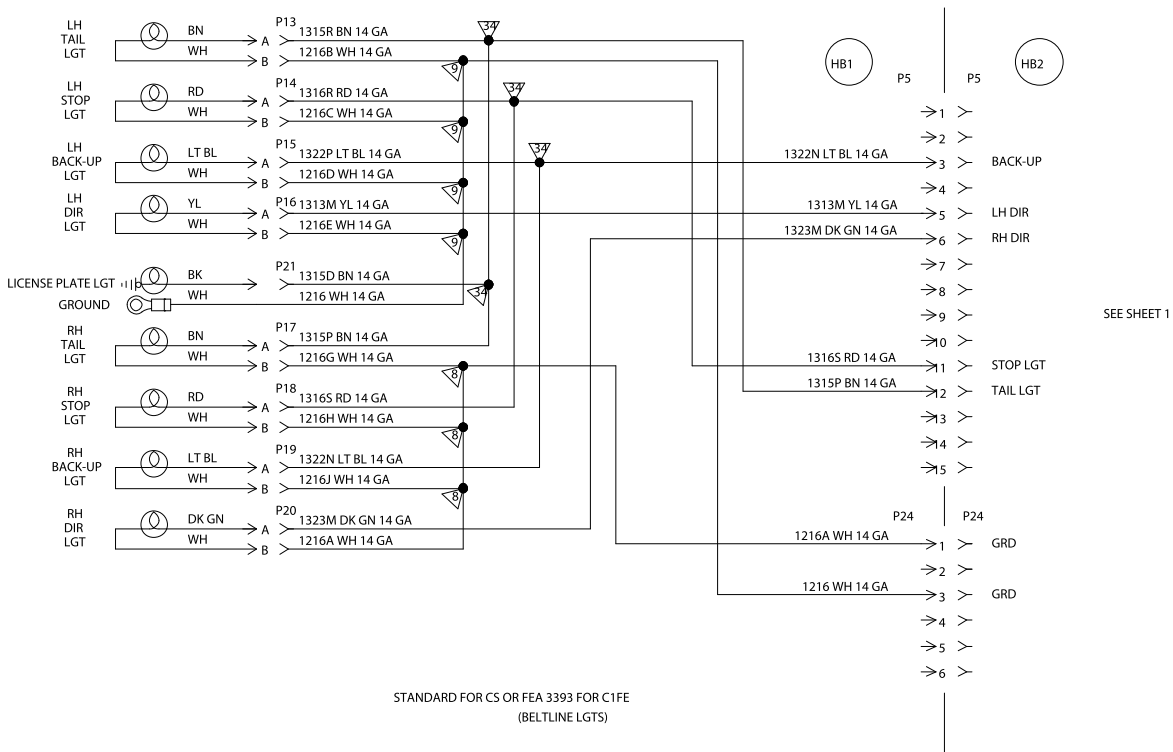 LH TAIL LGT
BN
WH
A
B
P13
1315R BN 14 GA
1216B WH 14 GA
34
9
LH STOP LGT
RD
WH
A
B
P14
1316R RD 14 GA
1216C WH 14 GA
34
9
LH BACK-UP LGT
LT BL
WH
A
B
P15
1322P LT BL 14 GA
1216D WH 14 GA
34
9
LH DIR LGT
YL
WH
A
B
P16
1313M YL 14 GA
1216E WH 14 GA
9
LICENSE PLATE LGT
BK
P21
1315D BN 14 GA
34
GROUND
WH
1216 WH 14 GA
RH TAIL LGT
BN
WH
A
B
P17
1315P BN 14 GA
1216G WH 14 GA
8
RH STOP LGT
RD
WH
A
B
P18
1316S RD 14 GA
1216H WH 14 GA
8
RH BACK-UP LGT
LT BL
WH
A
B
P19
1322N LT BL 14 GA
1216J WH 14 GA
8
RH DIR LGT
DK GN
WH
A
B
P20
1323M DK GN 14 GA
1216A WH 14 GA
HB1
HB2
P5
P5
1
2
1322N LT BL 14 GA 3 BACK-UP
4
1313M YL 14 GA 5 LH DIR
1323M DK GN 14 GA 6 RH DIR
7
8
9
SEE SHEET 1
10
1316S RD 14 GA 11 STOP LGT
1315P BN 14 GA 12 TAIL LGT
13
14
15
P24
P24
1216A WH 14 GA 1 GRD
2
1216 WH 14 GA 3 GRD
4
5
6
STANDARD FOR CS OR FEA 3393 FOR C1FE
(BELTLINE LGTS)